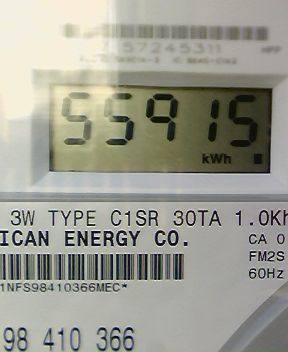 57245311
55915
kWh
3W TYPE C1SR 30TA 1.0Kh
ICAN ENERGY CO.
CA 0
FM2S
60Hz
1NFS98410366MEC*
98 410 366